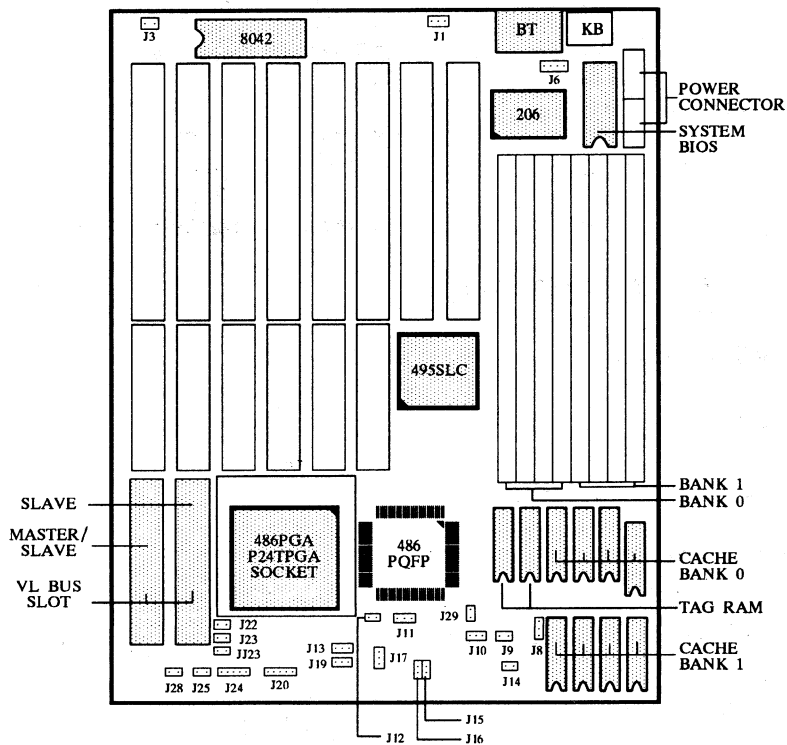 J3
8042
J1
BT
KB
J6
206
POWER
CONNECTOR
SYSTEM
BIOS
495SLC
BANK 1
BANK 0
SLAVE
MASTER/
SLAVE
VL BUS
SLOT
486PGA
P24TPGA
SOCKET
486
PQFP
CACHE
BANK 0
TAG RAM
J22
J23
JJ23
J13
J19
J11
J29
J10
J9
J8
CACHE
BANK 1
J17
J14
J28
J25
J24
J20
J15
J12
J16